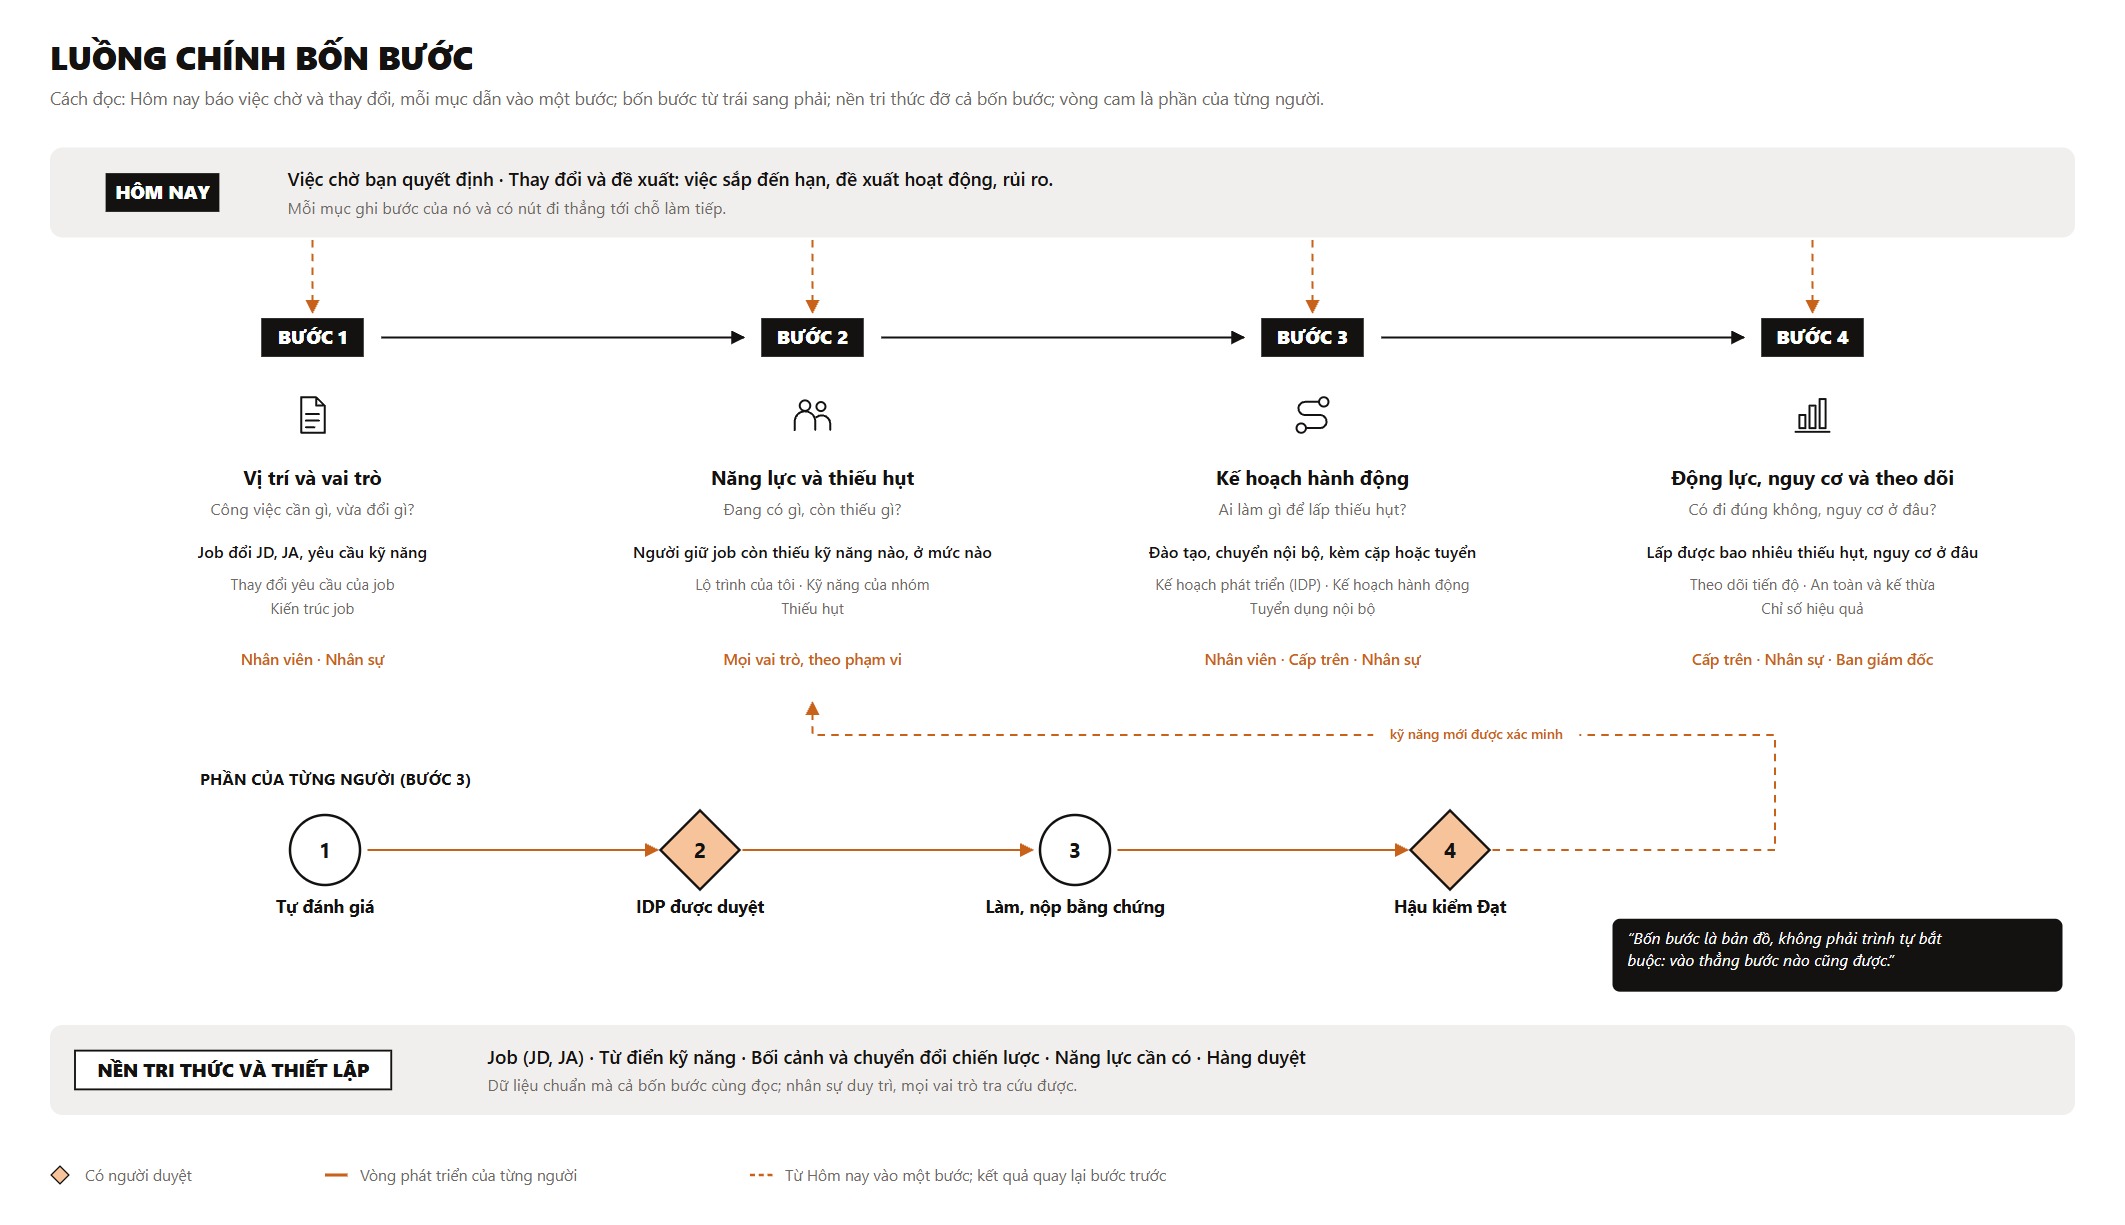 LUỒNG CHÍNH BỐN BƯỚC
Cách đọc: Hôm nay báo việc chờ và thay đổi, mỗi mục dẫn vào một bước; bốn bước từ trái sang phải; nền tri thức đỡ cả bốn bước; vòng cam là phần của từng người.
HÔM NAY
Việc chờ bạn quyết định · Thay đổi và đề xuất: việc sắp đến hạn, đề xuất hoạt động, rủi ro.
Mỗi mục ghi bước của nó và có nút đi thẳng tới chỗ làm tiếp.
BƯỚC 1
BƯỚC 2
BƯỚC 3
BƯỚC 4
Vị trí và vai trò
Công việc cần gì, vừa đổi gì?
Job đổi JD, JA, yêu cầu kỹ năng
Thay đổi yêu cầu của job
Kiến trúc job
Nhân viên · Nhân sự
Năng lực và thiếu hụt
Đang có gì, còn thiếu gì?
Người giữ job còn thiếu kỹ năng nào, ở mức nào
Lộ trình của tôi · Kỹ năng của nhóm
Thiếu hụt
Mọi vai trò, theo phạm vi
Kế hoạch hành động
Ai làm gì để lấp thiếu hụt?
Đào tạo, chuyển nội bộ, kèm cặp hoặc tuyển
Kế hoạch phát triển (IDP) · Kế hoạch hành động
Tuyển dụng nội bộ
Nhân viên · Cấp trên · Nhân sự
Động lực, nguy cơ và theo dõi
Có đi đúng không, nguy cơ ở đâu?
Lấp được bao nhiêu thiếu hụt, nguy cơ ở đâu
Theo dõi tiến độ · An toàn và kế thừa
Chỉ số hiệu quả
Cấp trên · Nhân sự · Ban giám đốc
kỹ năng mới được xác minh
PHẦN CỦA TỪNG NGƯỜI (BƯỚC 3)
1
2
3
4
Tự đánh giá
IDP được duyệt
Làm, nộp bằng chứng
Hậu kiểm Đạt
“Bốn bước là bản đồ, không phải trình tự bắt
buộc: vào thẳng bước nào cũng được.”
NỀN TRI THỨC VÀ THIẾT LẬP
Job (JD, JA) · Từ điển kỹ năng · Bối cảnh và chuyển đổi chiến lược · Năng lực cần có · Hàng duyệt
Dữ liệu chuẩn mà cả bốn bước cùng đọc; nhân sự duy trì, mọi vai trò tra cứu được.
Có người duyệt
Vòng phát triển của từng người
Từ Hôm nay vào một bước; kết quả quay lại bước trước